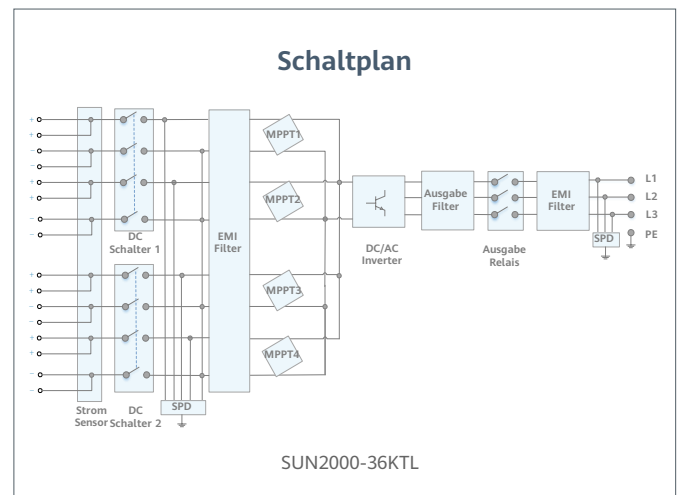 Schaltplan
+
+
−
−
+
+
−
−
DC
Schalter 1
+
+
−
−
+
+
−
−
Strom
Sensor
DC
Schalter 2
SPD
EMI
Filter
MPPT1
MPPT2
MPPT3
MPPT4
DC/AC
Inverter
Ausgabe
Filter
Ausgabe
Relais
EMI
Filter
SPD
L1
L2
L3
PE
SUN2000-36KTL